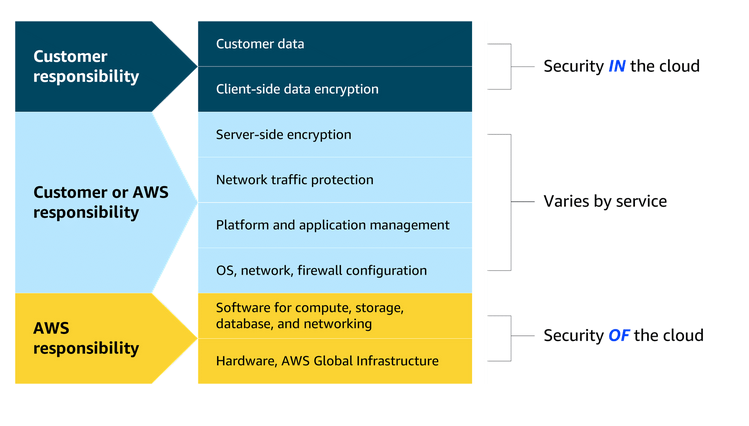 Customer
responsibility
Customer data
Client-side data encryption
Security IN the cloud
Customer or AWS
responsibility
Server-side encryption
Network traffic protection
Platform and application management
OS, network, firewall configuration
Varies by service
AWS
responsibility
Software for compute, storage,
database, and networking
Hardware, AWS Global Infrastructure
Security OF the cloud